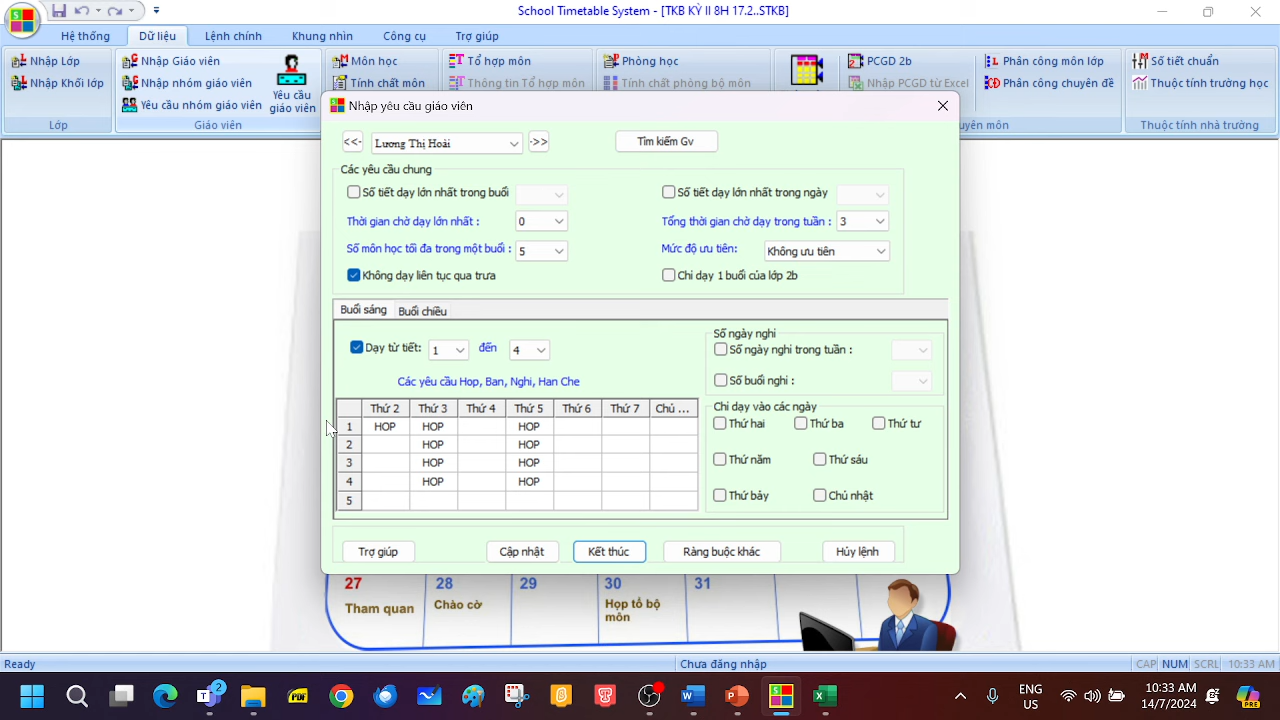 School Timetable System - [TKB KỲ II 8H 17.2..STKB]
Hệ thống Dữ liệu Lệnh chính Khung nhìn Công cụ Trợ giúp
Nhập Lớp Nhập Giáo viên Môn học Tổ hợp môn Phòng học PCGD 2b Phân công môn lớp Số tiết chuẩn
Nhập Khối lớp Nhập nhóm giáo viên Yêu cầu giáo viên Tính chất môn Thông tin Tổ hợp môn Tính chất phòng bộ môn Nhập PCGD từ Excel Phân công chuyên đề Thuộc tính trường học
Yêu cầu nhóm giáo viên
Lớp Giáo viên yên môn Thuộc tính nhà trường
Nhập yêu cầu giáo viên
<<- Lương Thị Hoài ->> Tìm kiếm Gv
Các yêu cầu chung
Số tiết dạy lớn nhất trong buổi Số tiết dạy lớn nhất trong ngày
Thời gian chờ dạy lớn nhất : 0 Tổng thời gian chờ dạy trong tuần : 3
Số môn học tối đa trong một buổi : 5 Mức độ ưu tiên: Không ưu tiên
Không dạy liên tục qua trưa Chỉ dạy 1 buổi của lớp 2b
Buổi sáng Buổi chiều
Số ngày nghỉ
Dạy từ tiết: 1 đến 4 Số ngày nghỉ trong tuần :
Các yêu cầu Hop, Ban, Nghi, Han Che Số buổi nghỉ :
Thứ 2 Thứ 3 Thứ 4 Thứ 5 Thứ 6 Thứ 7 Chủ ...
1 HOP HOP HOP
2 HOP HOP
3 HOP HOP
4 HOP HOP
5
Chỉ dạy vào các ngày
Thứ hai Thứ ba Thứ tư
Thứ năm Thứ sáu
Thứ bảy Chủ nhật
Trợ giúp Cập nhật Kết thúc Ràng buộc khác Hủy lệnh
27 28 29 30 31
Tham quan Chào cờ Họp tổ bộ môn
Ready Chưa đăng nhập CAP NUM SCRL 10:33 AM
2 PDF ENG US 10:33 AM 14/7/2024 PRE